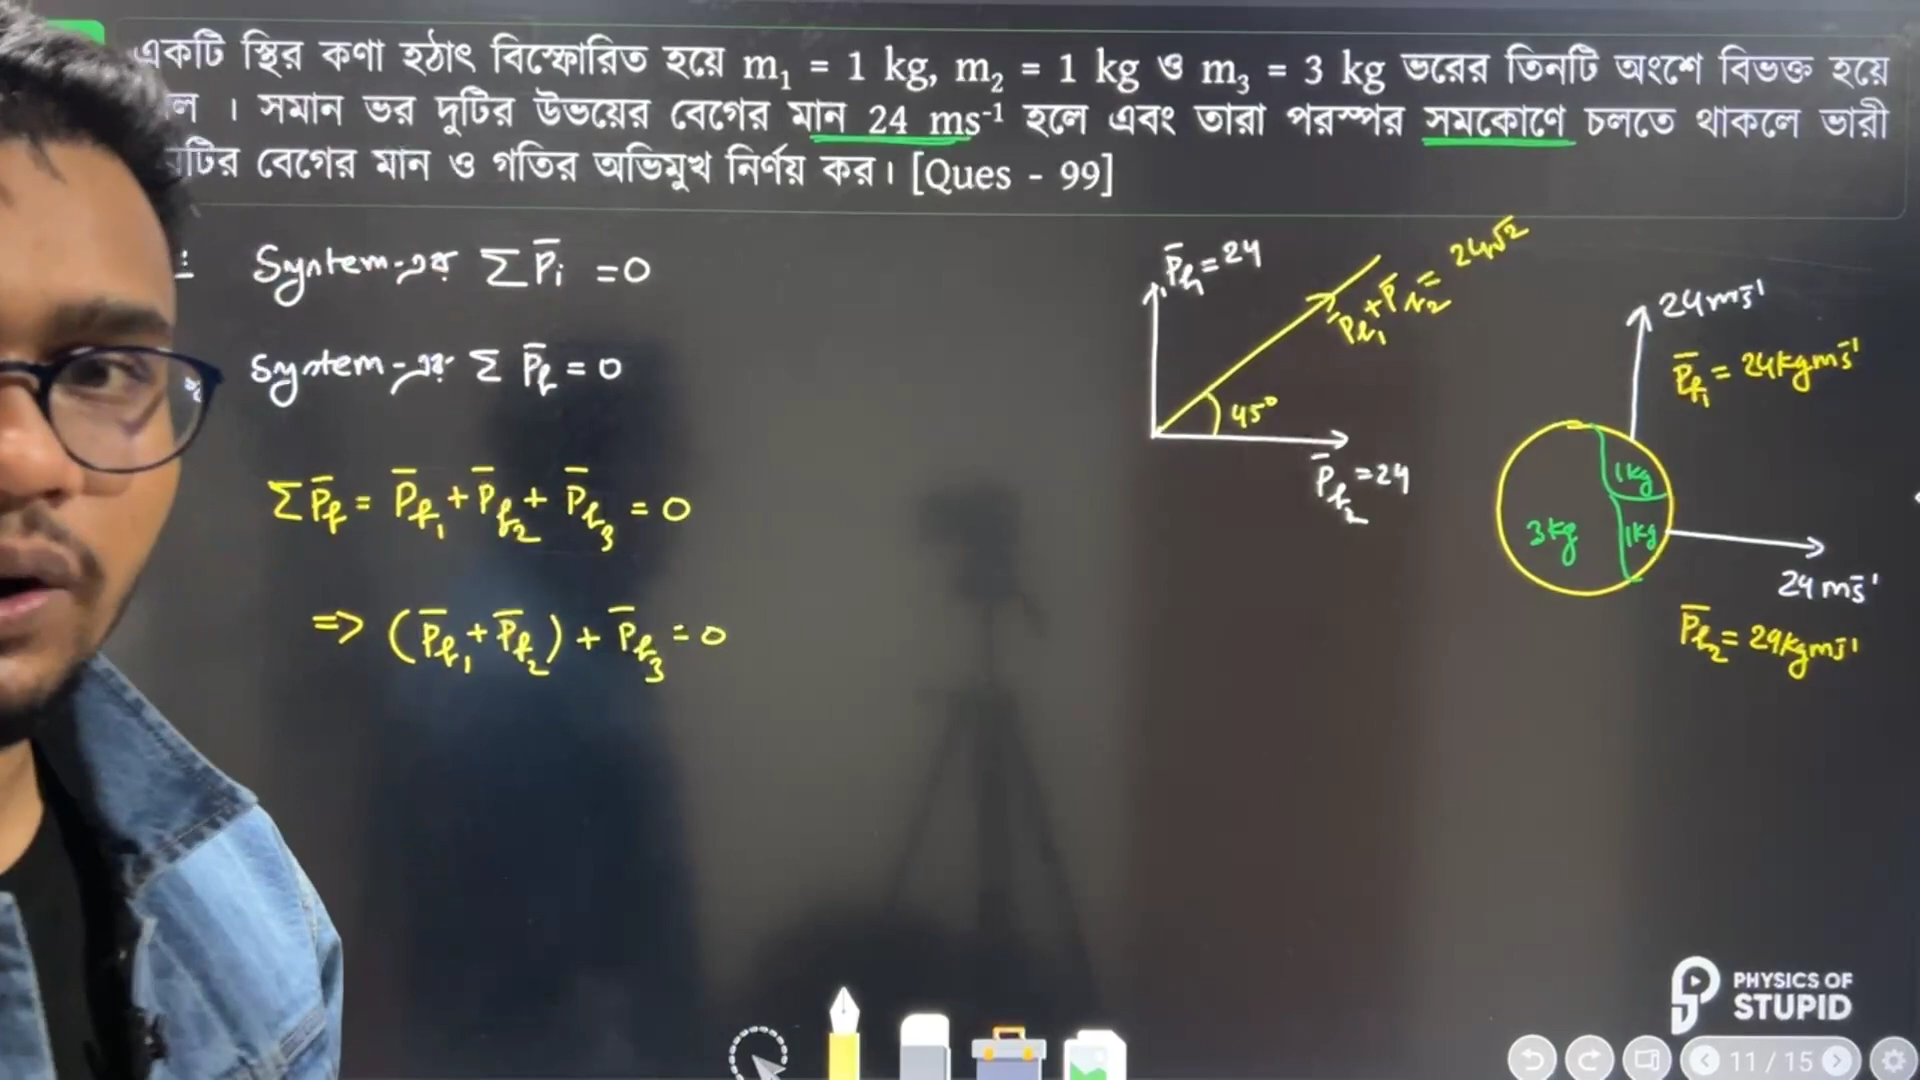 একটি স্থির কণা হঠাৎ বিস্ফোরিত হয়ে m₁ = 1 kg, m₂ = 1 kg ও m₃ = 3 kg ভরের তিনটি অংশে বিভক্ত হয়ে
ল । সমান ভর দুটির উভয়ের বেগের মান 24 ms⁻¹ হলে এবং তারা পরস্পর সমকোণে চলতে থাকলে ভারী
টির বেগের মান ও গতির অভিমুখ নির্ণয় কর। [Ques - 99]
System-এর Σ P̄i = 0
System-এর Σ P̄f = 0
ΣP̄f = P̄f₁ + P̄f₂ + P̄f₃ = 0
=> (P̄f₁ + P̄f₂) + P̄f₃ = 0
P̄f₁ = 24
P̄f₁ + P̄f₂ = 24√2
45°
P̄f₂ = 24
24 ms⁻¹
P̄f₁ = 24 kgms⁻¹
1kg
3kg
1kg
24 ms⁻¹
P̄f₂ = 24 kgms⁻¹
PHYSICS OF
STUPID
11 / 15